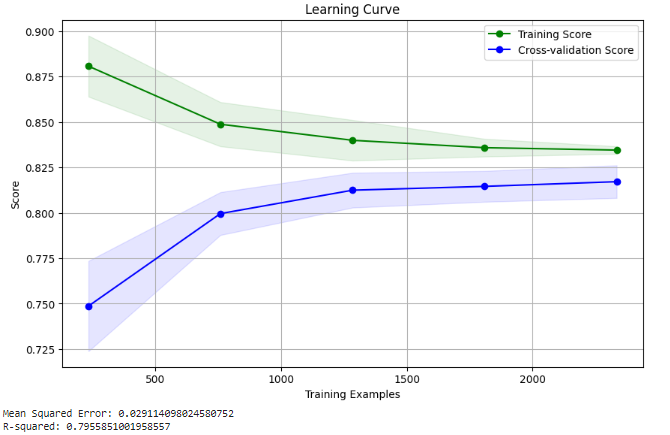 Learning Curve
0.900
0.875
0.850
0.825
0.800
0.775
0.750
0.725
Score
Training Score
Cross-validation Score
500
1000
1500
2000
Training Examples
Mean Squared Error: 0.029114098024580752
R-squared: 0.7955851001958557